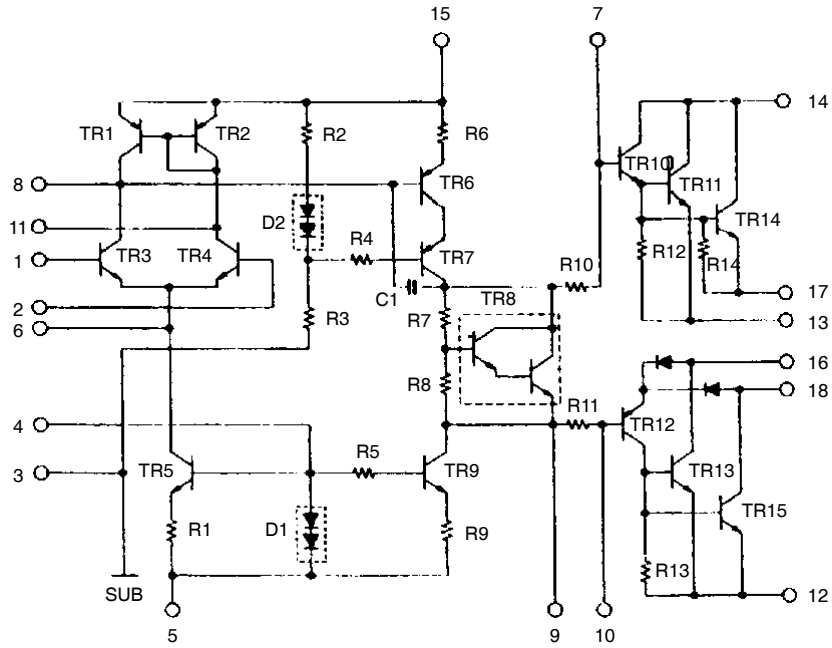 15
7
14
TR1
TR2
R2
R6
TR10
TR11
8
TR6
11
D2
TR14
1
TR3
TR4
R4
TR7
R12
R14
R10
2
C1
TR8
17
6
R3
R7
13
16
R8
18
4
R11
TR12
3
TR5
R5
TR9
TR13
TR15
R1
D1
R9
R13
SUB
12
5
9
10